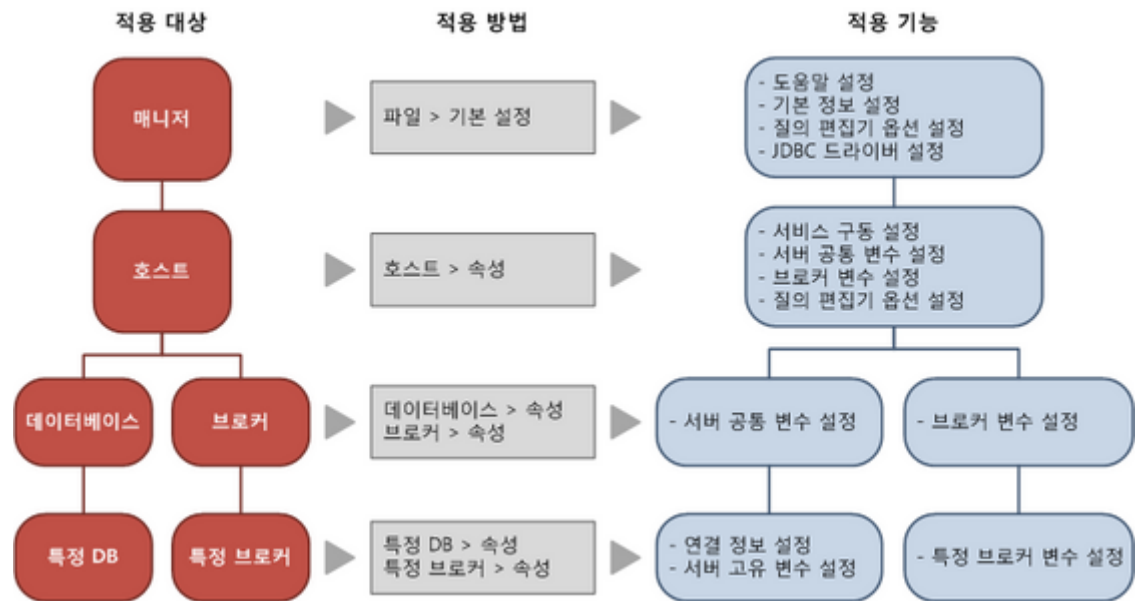 적용 대상
적용 방법
적용 기능
매니저
파일 > 기본 설정
- 도움말 설정
- 기본 정보 설정
- 질의 편집기 옵션 설정
- JDBC 드라이버 설정
호스트
호스트 > 속성
- 서비스 구동 설정
- 서버 공통 변수 설정
- 브로커 변수 설정
- 질의 편집기 옵션 설정
데이터베이스
브로커
데이터베이스 > 속성
브로커 > 속성
- 서버 공통 변수 설정
- 브로커 변수 설정
특정 DB
특정 브로커
특정 DB > 속성
특정 브로커 > 속성
- 연결 정보 설정
- 서버 고유 변수 설정
- 특정 브로커 변수 설정